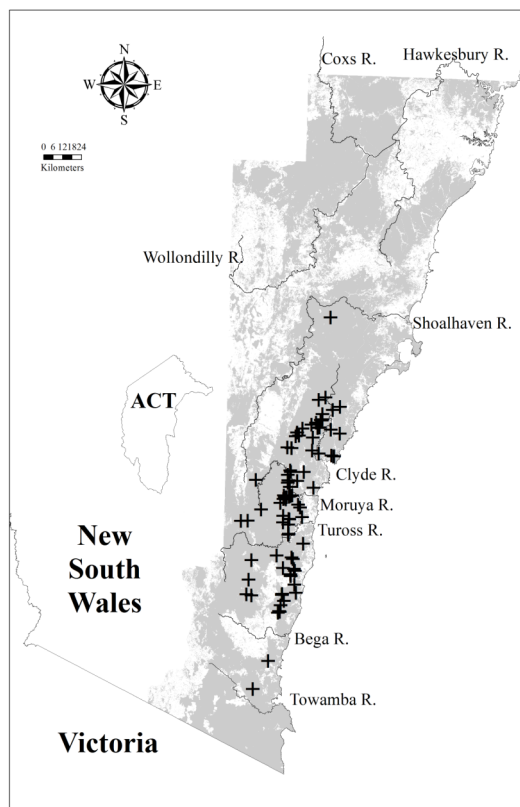 Coxs R.
Hawkesbury R.
N
W E
S
0 6 121824
Kilometers
Wollondilly R.
Shoalhaven R.
ACT
Clyde R.
Moruya R.
Tuross R.
New
South
Wales
Bega R.
Towamba R.
Victoria